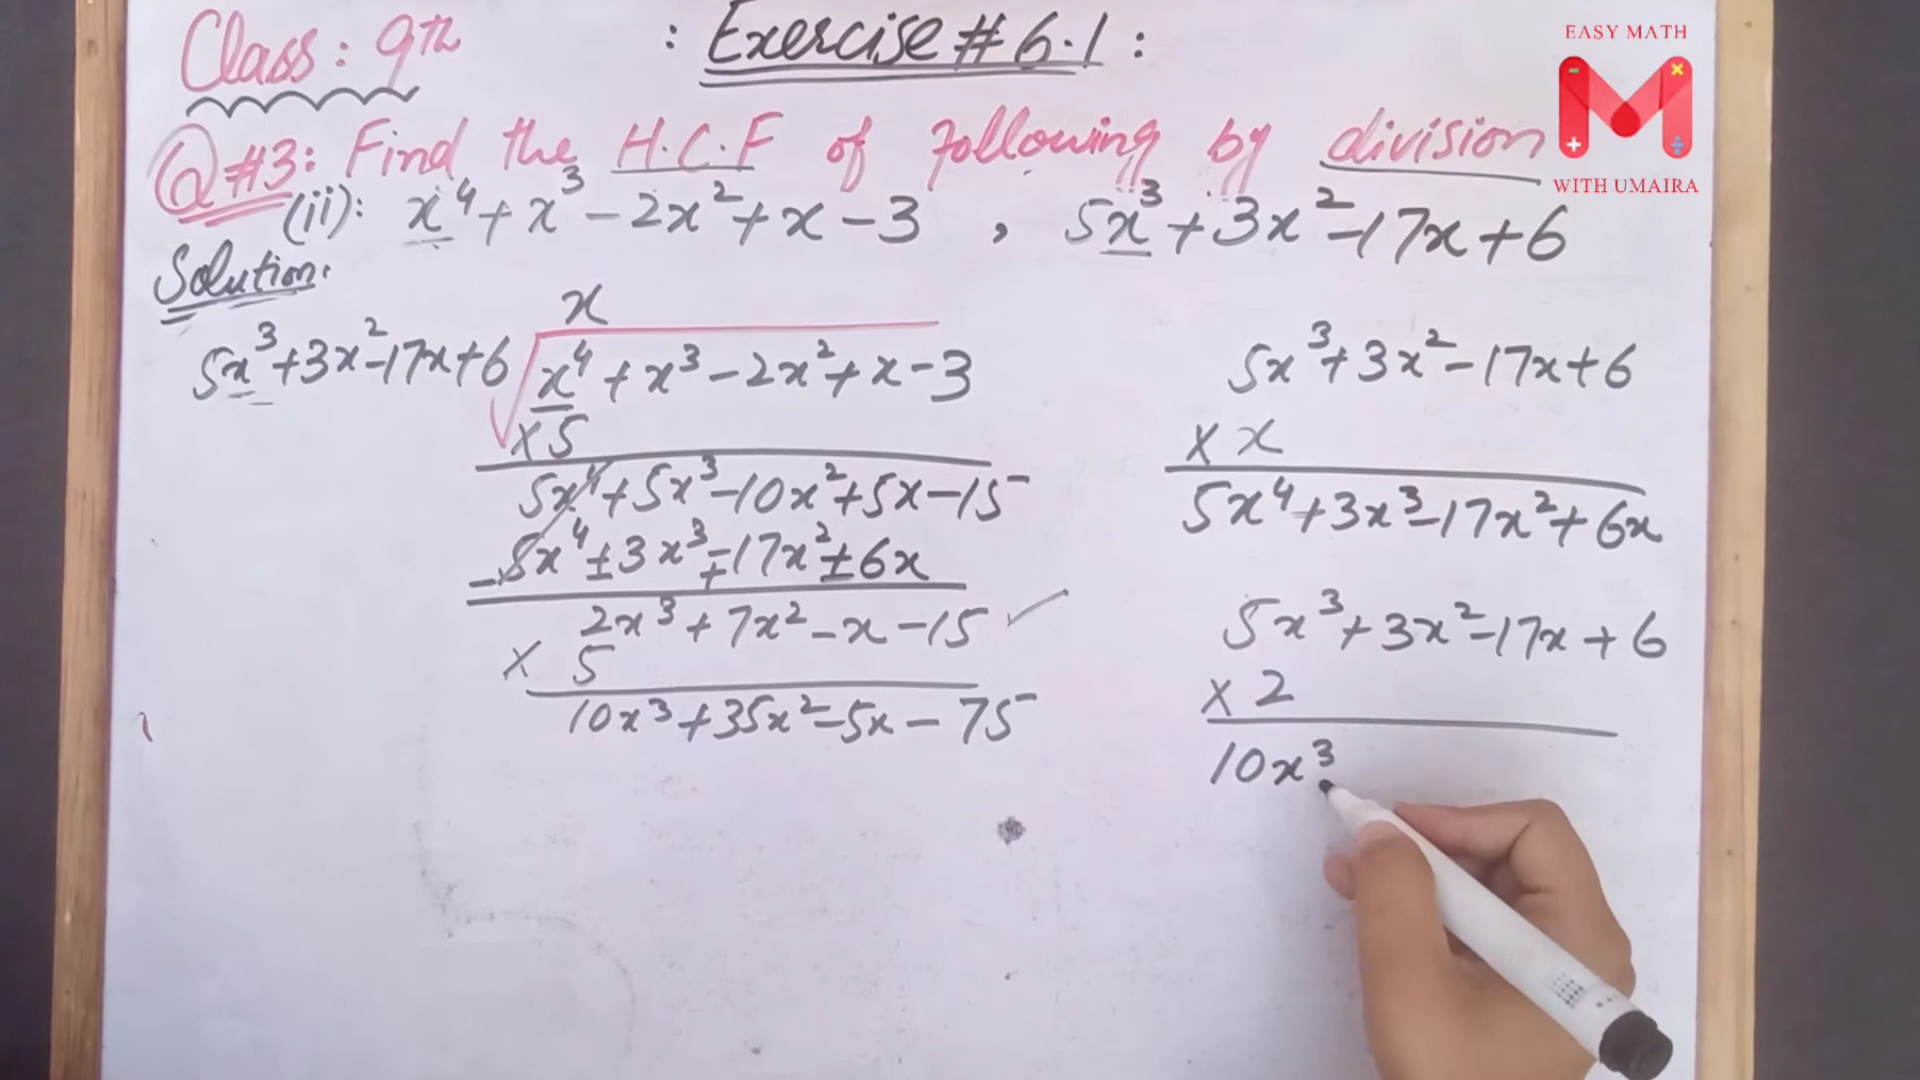 Class: 9th
: Exercise # 6.1 :
EASY MATH
WITH UMAIRA
Q#3: Find the H.C.F of following by division
(ii): x⁴ + x³ - 2x² + x - 3 , 5x³ + 3x² - 17x + 6
Solution:
x
5x³ + 3x² - 17x + 6 √ x⁴ + x³ - 2x² + x - 3
× 5
5x⁴ + 5x³ - 10x² + 5x - 15
-5x⁴ ± 3x³ ∓ 17x² ± 6x
2x³ + 7x² - x - 15 ✓
× 5
10x³ + 35x² - 5x - 75
5x³ + 3x² - 17x + 6
× x
5x⁴ + 3x³ - 17x² + 6x
5x³ + 3x² - 17x + 6
× 2
10x³